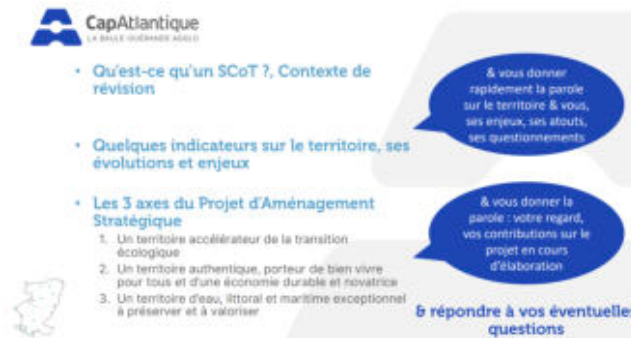 CapAtlantique
LA BAULE-GUÉRANDE AGGLO
• Qu'est-ce qu'un SCoT ?, Contexte de
révision
& vous donner
rapidement la parole
sur le territoire & vous,
ses enjeux, ses atouts,
ses questionnements
• Quelques indicateurs sur le territoire, ses
évolutions et enjeux
• Les 3 axes du Projet d'Aménagement
Stratégique
1. Un territoire accélérateur de la transition
écologique
2. Un territoire authentique, porteur de bien vivre
pour tous et d'une économie durable et novatrice
3. Un territoire d'eau, littoral et maritime exceptionnel
à préserver et à valoriser
& vous donner la
parole : votre regard,
vos contributions sur le
projet en cours
d'élaboration
& répondre à vos éventuelles
questions